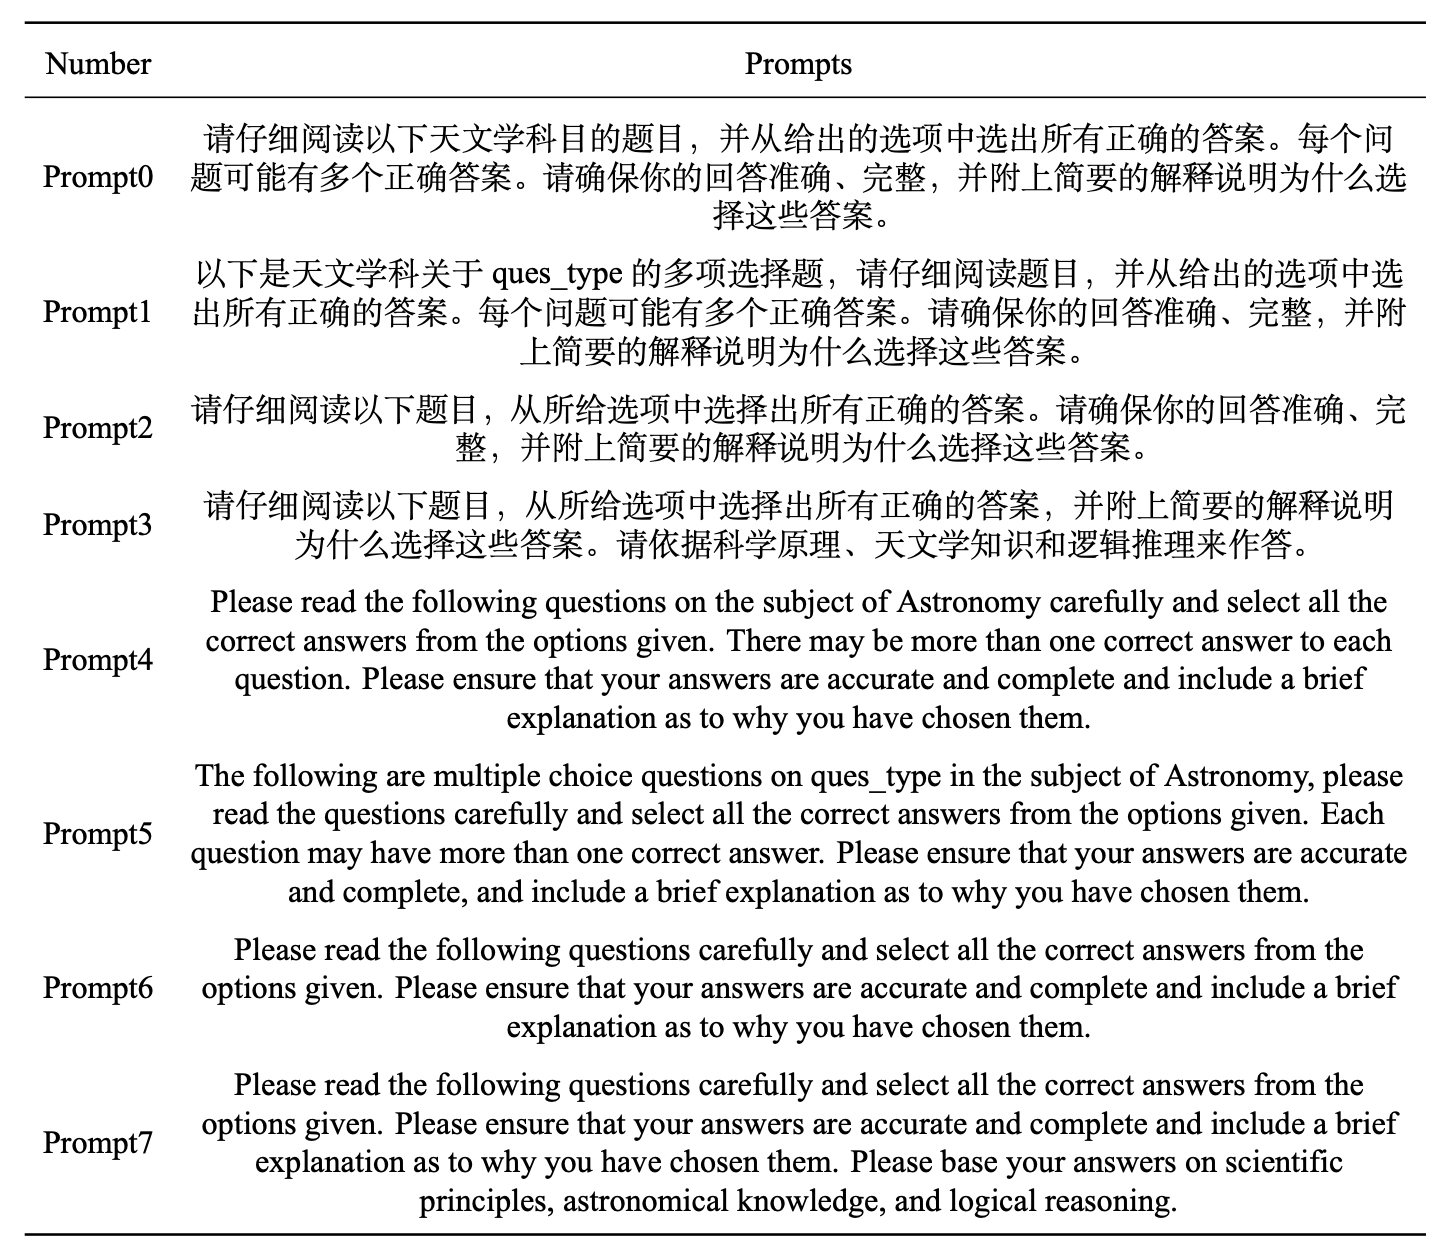 Number Prompts
请仔细阅读以下天文学科目的题目，并从给出的选项中选出所有正确的答案。每个问
Prompt0 题可能有多个正确答案。请确保你的回答准确、完整，并附上简要的解释说明为什么选
择这些答案。
以下是天文学科关于 ques_type 的多项选择题，请仔细阅读题目，并从给出的选项中选
Prompt1 出所有正确的答案。每个问题可能有多个正确答案。请确保你的回答准确、完整，并附
上简要的解释说明为什么选择这些答案。
Prompt2 请仔细阅读以下题目，从所给选项中选择出所有正确的答案。请确保你的回答准确、完
整，并附上简要的解释说明为什么选择这些答案。
Prompt3 请仔细阅读以下题目，从所给选项中选择出所有正确的答案，并附上简要的解释说明
为什么选择这些答案。请依据科学原理、天文学知识和逻辑推理来作答。
Please read the following questions on the subject of Astronomy carefully and select all the
Prompt4 correct answers from the options given. There may be more than one correct answer to each
question. Please ensure that your answers are accurate and complete and include a brief
explanation as to why you have chosen them.
The following are multiple choice questions on ques_type in the subject of Astronomy, please
Prompt5 read the questions carefully and select all the correct answers from the options given. Each
question may have more than one correct answer. Please ensure that your answers are accurate
and complete, and include a brief explanation as to why you have chosen them.
Please read the following questions carefully and select all the correct answers from the
Prompt6 options given. Please ensure that your answers are accurate and complete and include a brief
explanation as to why you have chosen them.
Please read the following questions carefully and select all the correct answers from the
Prompt7 options given. Please ensure that your answers are accurate and complete and include a brief
explanation as to why you have chosen them. Please base your answers on scientific
principles, astronomical knowledge, and logical reasoning.